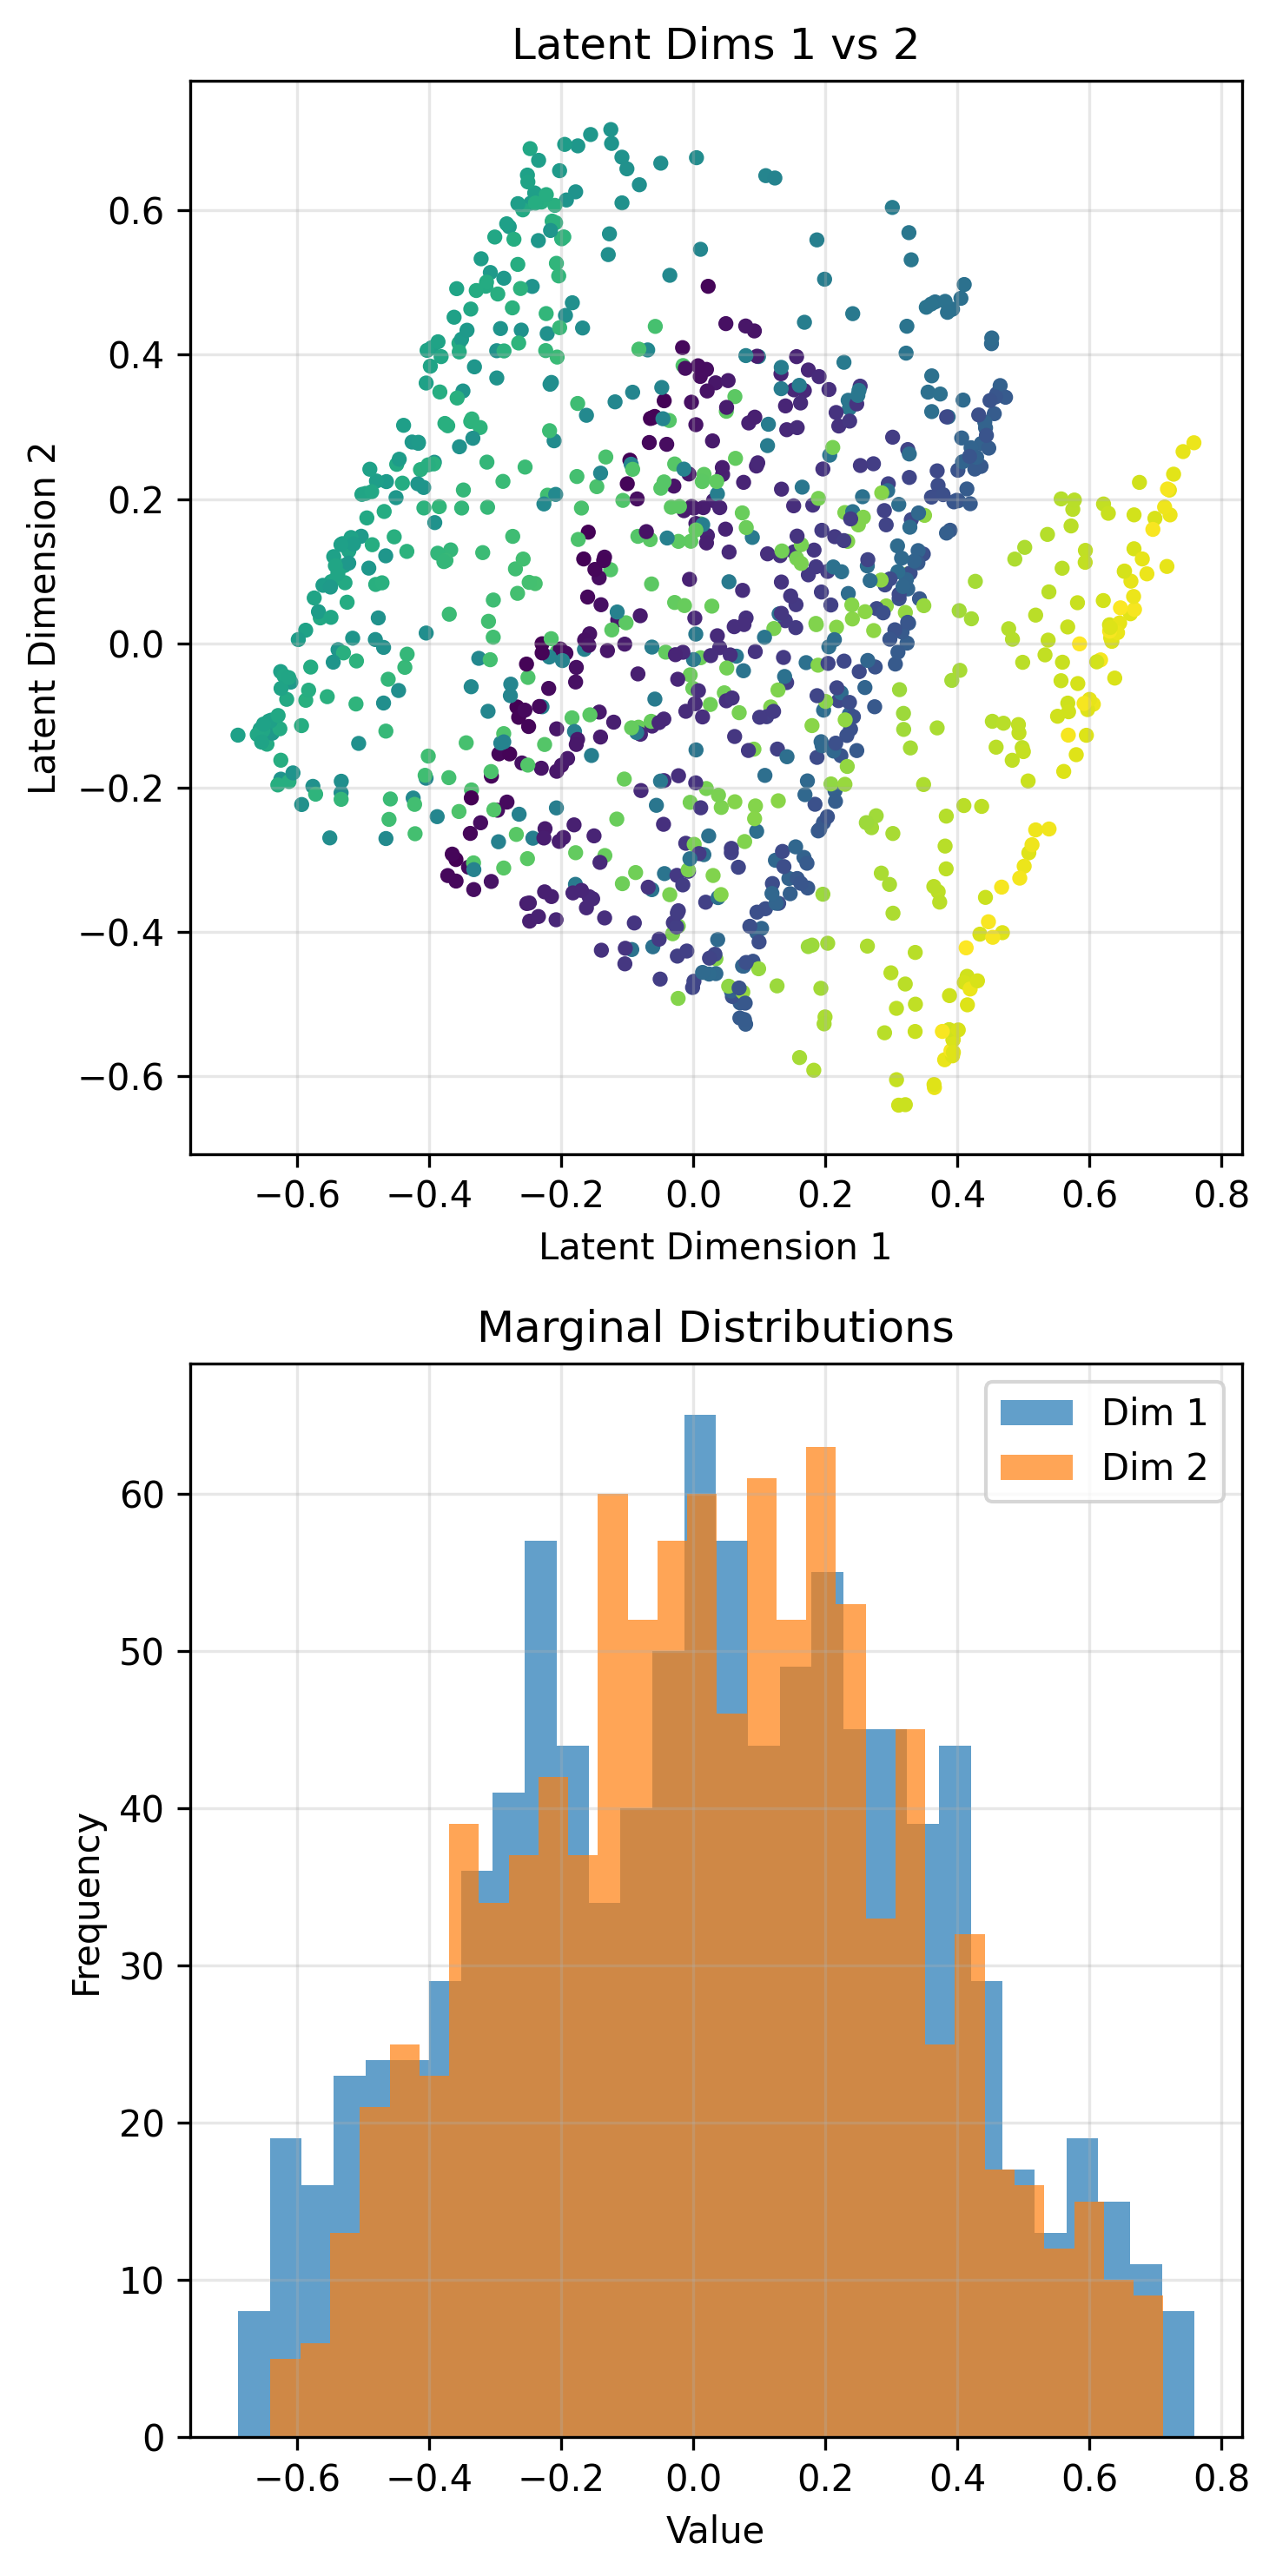 Latent Dims 1 vs 2
0.6
0.4
0.2
0.0
−0.2
−0.4
−0.6
Latent Dimension 2
−0.6 −0.4 −0.2 0.0 0.2 0.4 0.6 0.8
Latent Dimension 1
Marginal Distributions
Dim 1
Dim 2
60
50
40
30
20
10
0
Frequency
−0.6 −0.4 −0.2 0.0 0.2 0.4 0.6 0.8
Value